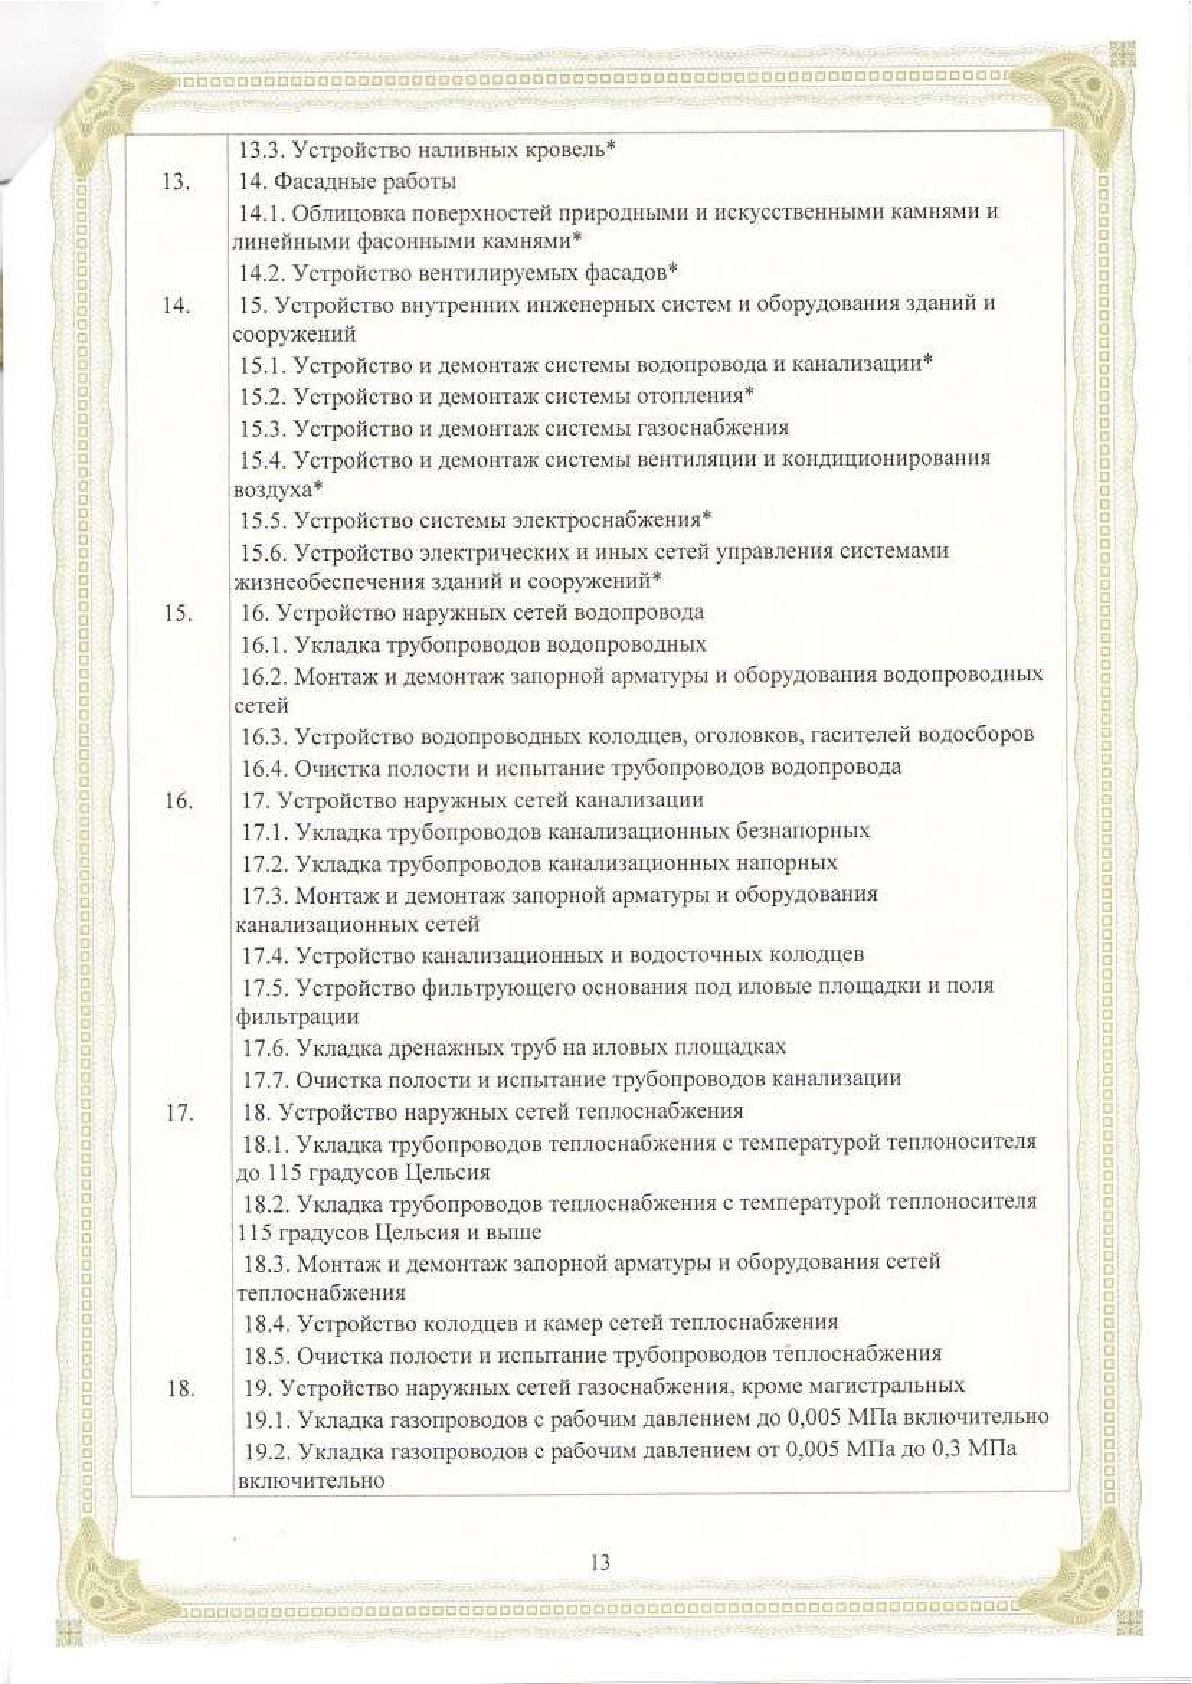 13.3. Устройство наливных кровель*
13. 14. Фасадные работы
14.1. Облицовка поверхностей природными и искусственными камнями и
линейными фасонными камнями*
14.2. Устройство вентилируемых фасадов*
14. 15. Устройство внутренних инженерных систем и оборудования зданий и
сооружений
15.1. Устройство и демонтаж системы водопровода и канализации*
15.2. Устройство и демонтаж системы отопления*
15.3. Устройство и демонтаж системы газоснабжения
15.4. Устройство и демонтаж системы вентиляции и кондиционирования
воздуха*
15.5. Устройство системы электроснабжения*
15.6. Устройство электрических и иных сетей управления системами
жизнеобеспечения зданий и сооружений*
15. 16. Устройство наружных сетей водопровода
16.1. Укладка трубопроводов водопроводных
16.2. Монтаж и демонтаж запорной арматуры и оборудования водопроводных
сетей
16.3. Устройство водопроводных колодцев, оголовков, гасителей водосборов
16.4. Очистка полости и испытание трубопроводов водопровода
16. 17. Устройство наружных сетей канализации
17.1. Укладка трубопроводов канализационных безнапорных
17.2. Укладка трубопроводов канализационных напорных
17.3. Монтаж и демонтаж запорной арматуры и оборудования
канализационных сетей
17.4. Устройство канализационных и водосточных колодцев
17.5. Устройство фильтрующего основания под иловые площадки и поля
фильтрации
17.6. Укладка дренажных труб на иловых площадках
17.7. Очистка полости и испытание трубопроводов канализации
17. 18. Устройство наружных сетей теплоснабжения
18.1. Укладка трубопроводов теплоснабжения с температурой теплоносителя
до 115 градусов Цельсия
18.2. Укладка трубопроводов теплоснабжения с температурой теплоносителя
115 градусов Цельсия и выше
18.3. Монтаж и демонтаж запорной арматуры и оборудования сетей
теплоснабжения
18.4. Устройство колодцев и камер сетей теплоснабжения
18.5. Очистка полости и испытание трубопроводов теплоснабжения
18. 19. Устройство наружных сетей газоснабжения, кроме магистральных
19.1. Укладка газопроводов с рабочим давлением до 0,005 МПа включительно
19.2. Укладка газопроводов с рабочим давлением от 0,005 МПа до 0,3 МПа
включительно
13